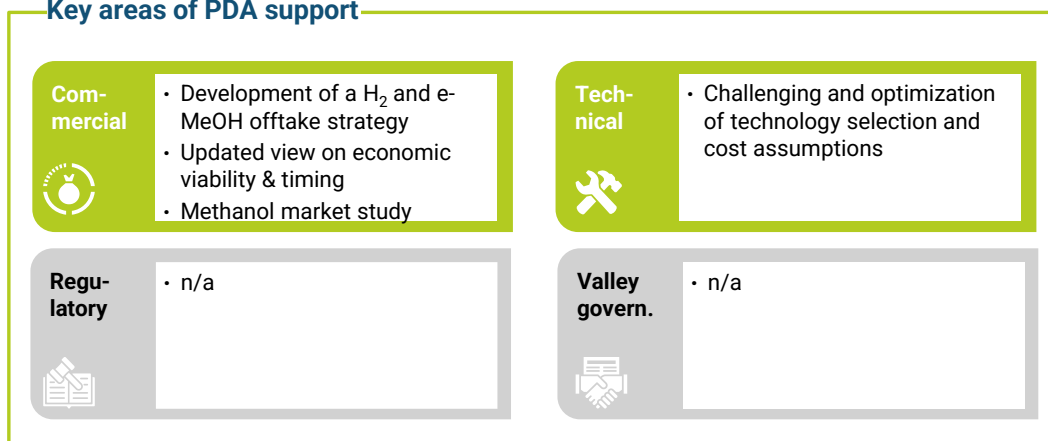 Key areas of PDA support
Com-
mercial
• Development of a H₂ and e-
MeOH offtake strategy
• Updated view on economic
viability & timing
• Methanol market study
Tech-
nical
• Challenging and optimization
of technology selection and
cost assumptions
Regu-
latory
• n/a
Valley
govern.
• n/a